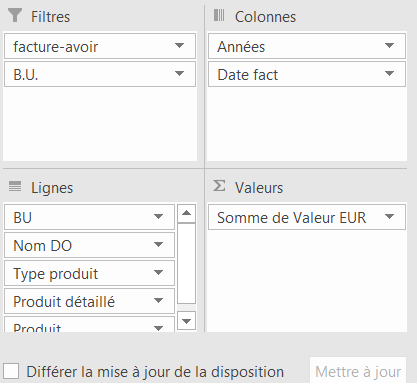 Filtres
facture-avoir
B.U.
Colonnes
Années
Date fact
Lignes
BU
Nom DO
Type produit
Produit détaillé
Produit
Valeurs
Somme de Valeur EUR
Différer la mise à jour de la disposition
Mettre à jour